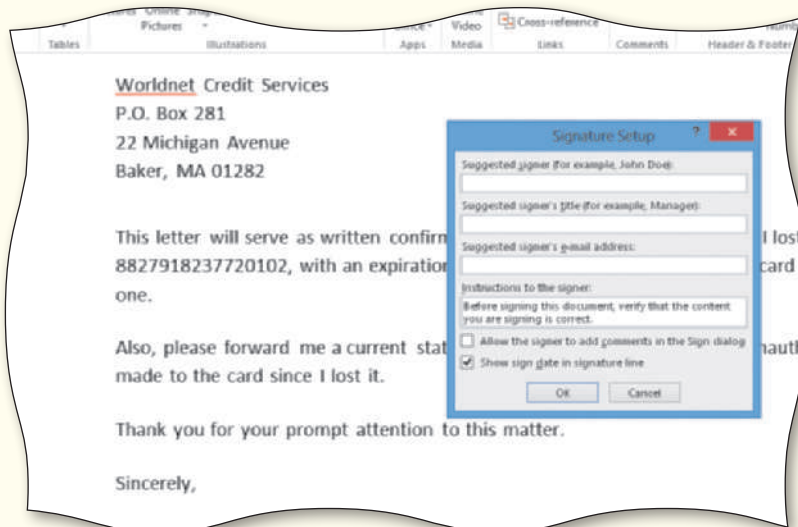 Pictures
Video
Cross-reference
Tables
Illustrations
Apps
Media
Links
Comments
Header & Footer
Worldnet Credit Services
P.O. Box 281
22 Michigan Avenue
Baker, MA 01282
This letter will serve as written confirm I lost
8827918237720102, with an expiration card
one.
Also, please forward me a current stat
made to the card since I lost it.
Thank you for your prompt attention to this matter.
Sincerely,
Signature Setup ? ×
Suggested signer (for example, John Doe):
Suggested signer's title (for example, Manager):
Suggested signer's e-mail address:
Instructions to the signer:
Before signing this document, verify that the content
you are signing is correct.
Allow the signer to add comments in the Sign dialog
Show sign date in signature line
OK Cancel